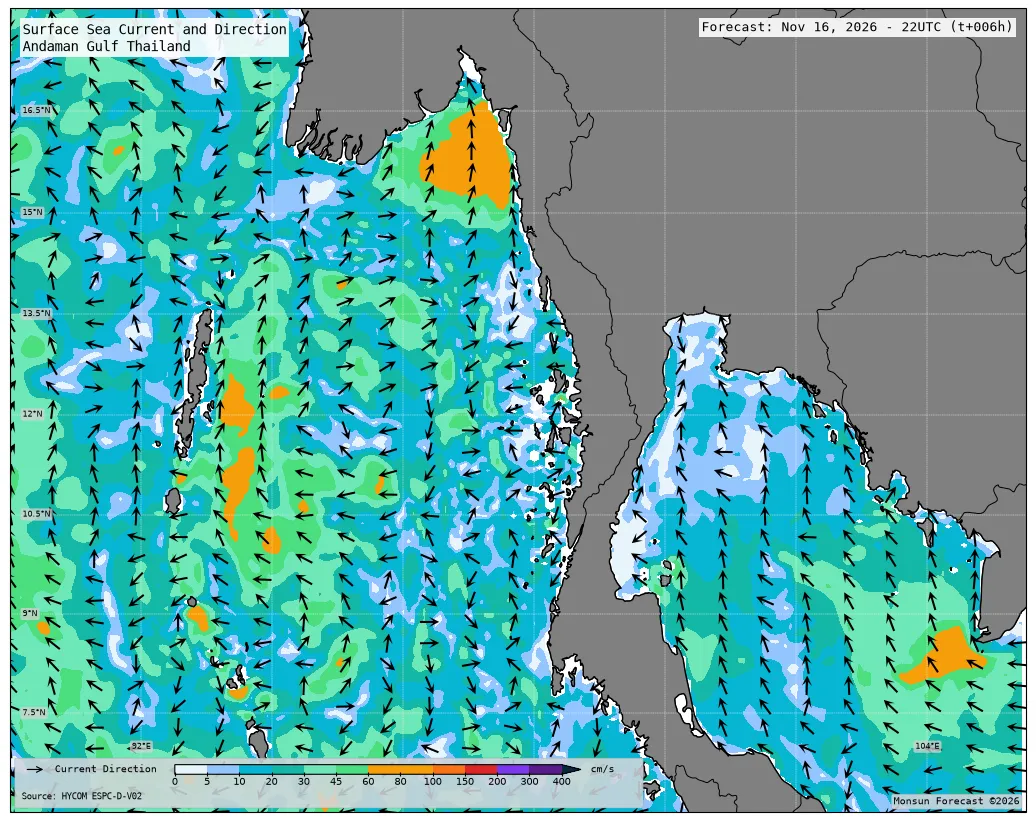 Surface Sea Current and Direction
Andaman Gulf Thailand
Forecast: Nov 16, 2026 - 22UTC (t+006h)
16.5°N
15°N
13.5°N
12°N
10.5°N
9°N
7.5°N
92°E
104°E
Current Direction
0 5 10 20 30 45 60 80 100 150 200 300 400 cm/s
Source: HYCOM ESPC-D-V02
Monsun Forecast ©2026